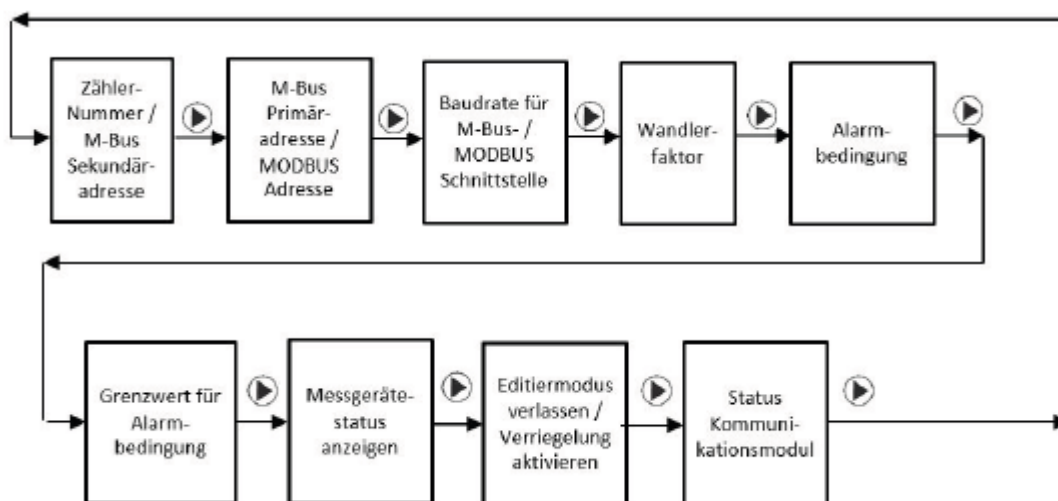 Zähler-
Nummer /
M-Bus
Sekundär-
adresse
M-Bus
Primär-
adresse /
MODBUS
Adresse
Baudrate für
M-Bus- /
MODBUS
Schnittstelle
Wandler-
faktor
Alarm-
bedingung
Grenzwert für
Alarm-
bedingung
Messgeräte-
status
anzeigen
Editiermodus
verlassen /
Verriegelung
aktivieren
Status
Kommuni-
kationsmodul